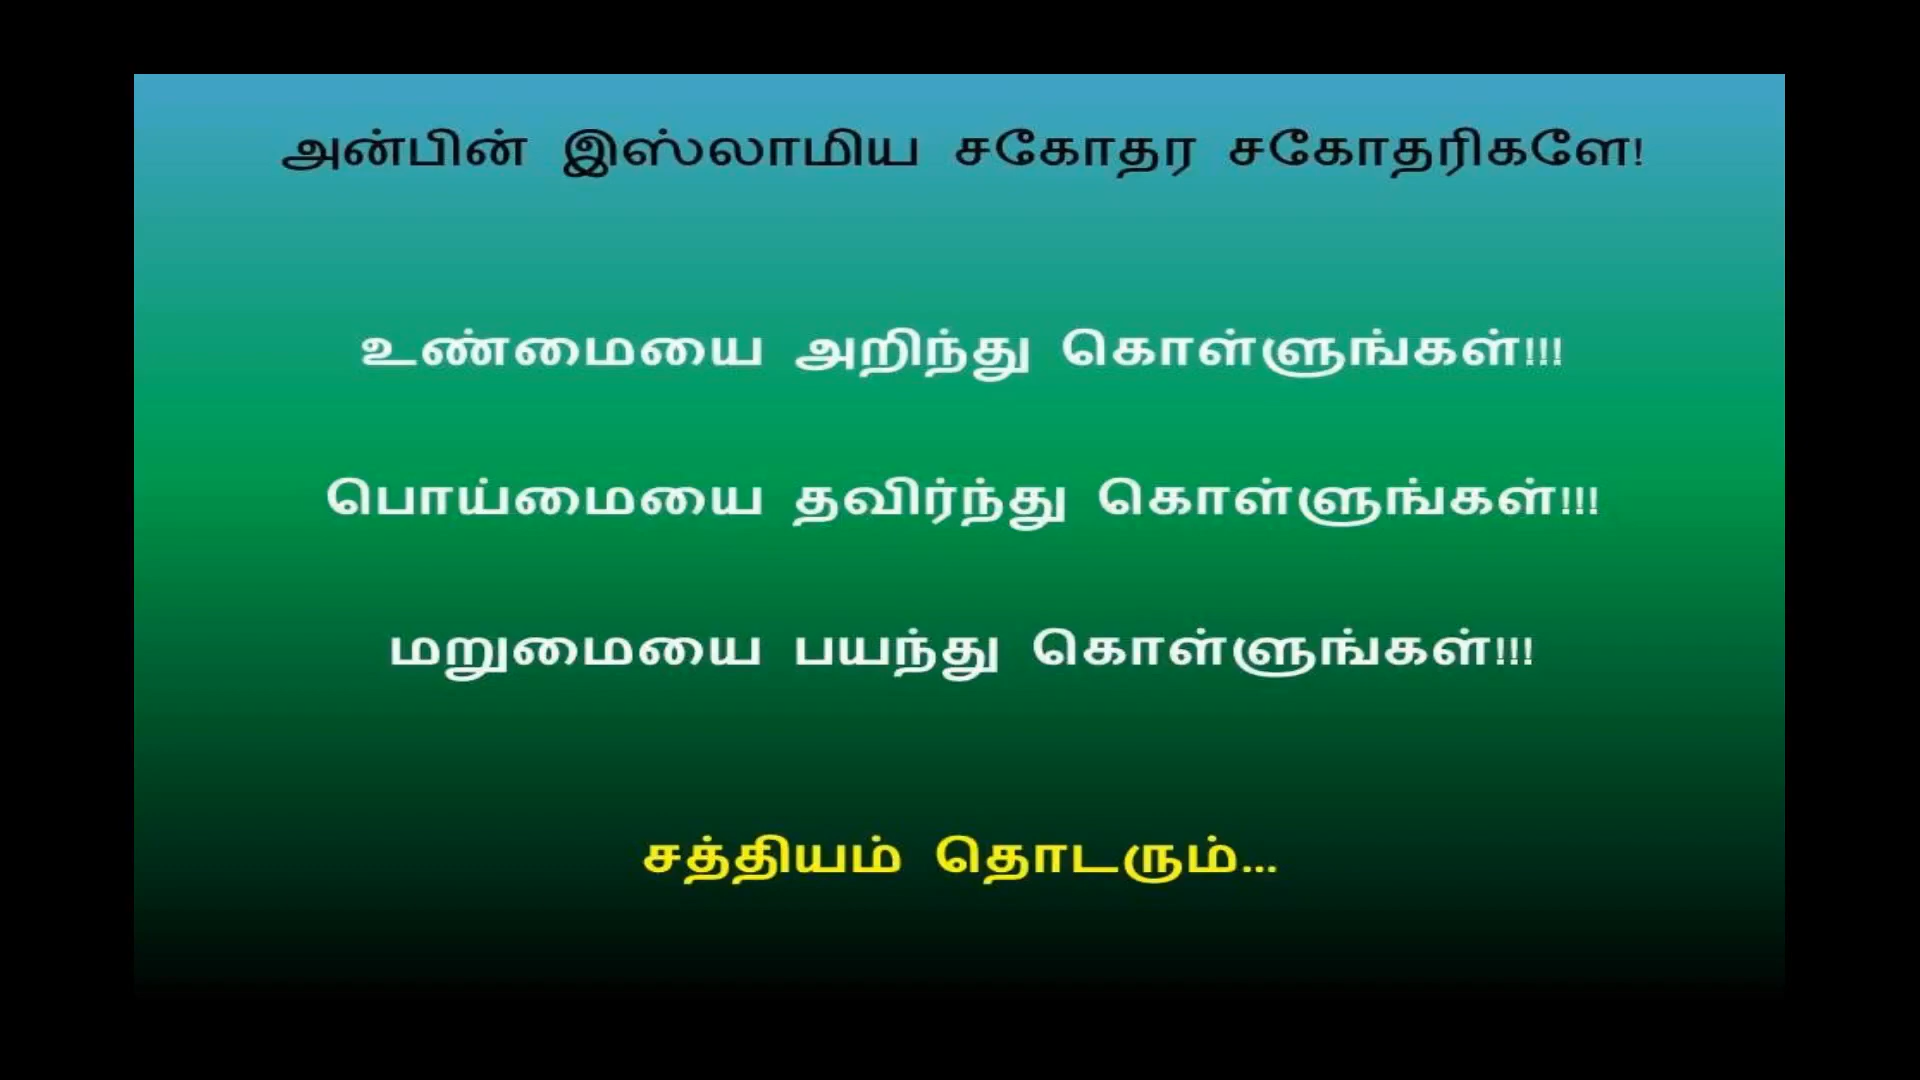 அன்பின் இஸ்லாமிய சகோதர சகோதரிகளே!
உண்மையை அறிந்து கொள்ளுங்கள்!!!
பொய்மையை தவிர்ந்து கொள்ளுங்கள்!!!
மறுமையை பயந்து கொள்ளுங்கள்!!!
சத்தியம் தொடரும்...